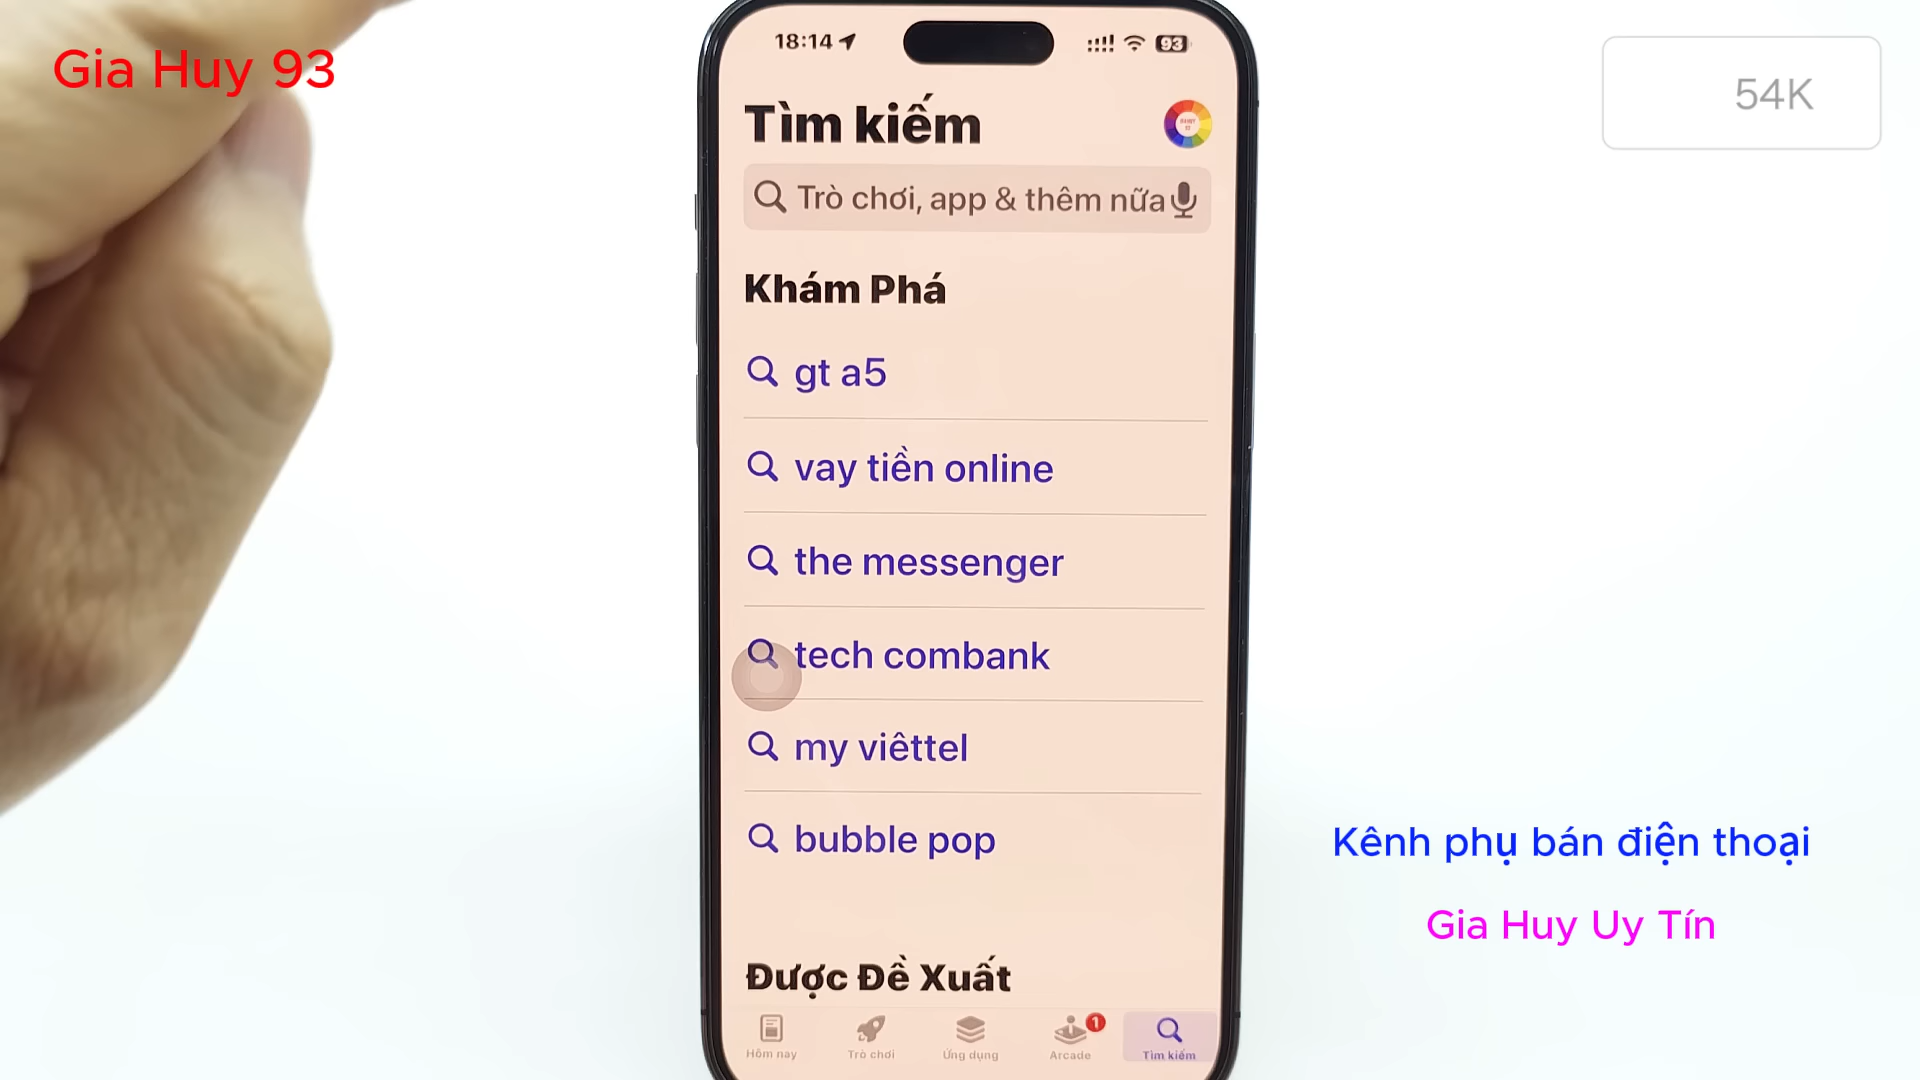 Gia Huy 93
54K
18:14
93
Tìm kiếm
Trò chơi, app & thêm nữa
Khám Phá
gt a5
vay tiền online
the messenger
tech combank
my viêttel
bubble pop
Được Đề Xuất
Hôm nay
Trò chơi
Ứng dụng
Arcade
1
Tìm kiếm
Kênh phụ bán điện thoại
Gia Huy Uy Tín